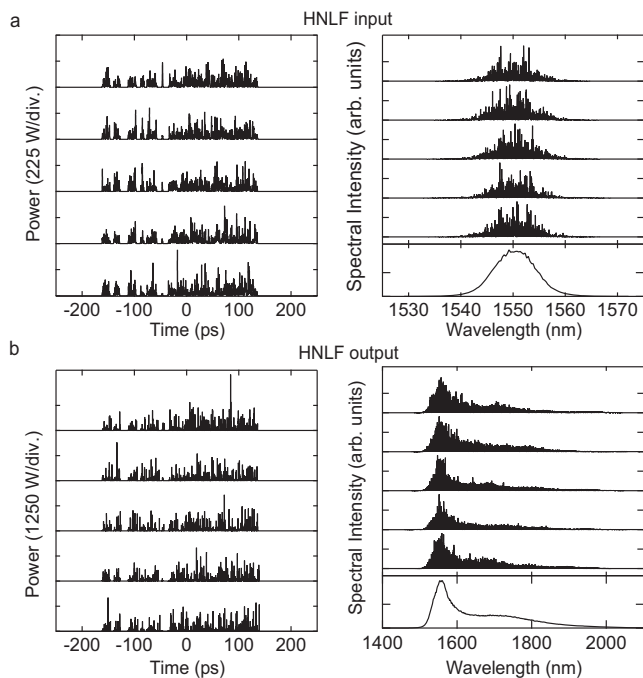 a
HNLF input
Power (225 W/div.)
-200 -100 0 100 200
Time (ps)
Spectral Intensity (arb. units)
1530 1540 1550 1560 1570
Wavelength (nm)
b
HNLF output
Power (1250 W/div.)
-200 -100 0 100 200
Time (ps)
Spectral Intensity (arb. units)
1400 1600 1800 2000
Wavelength (nm)